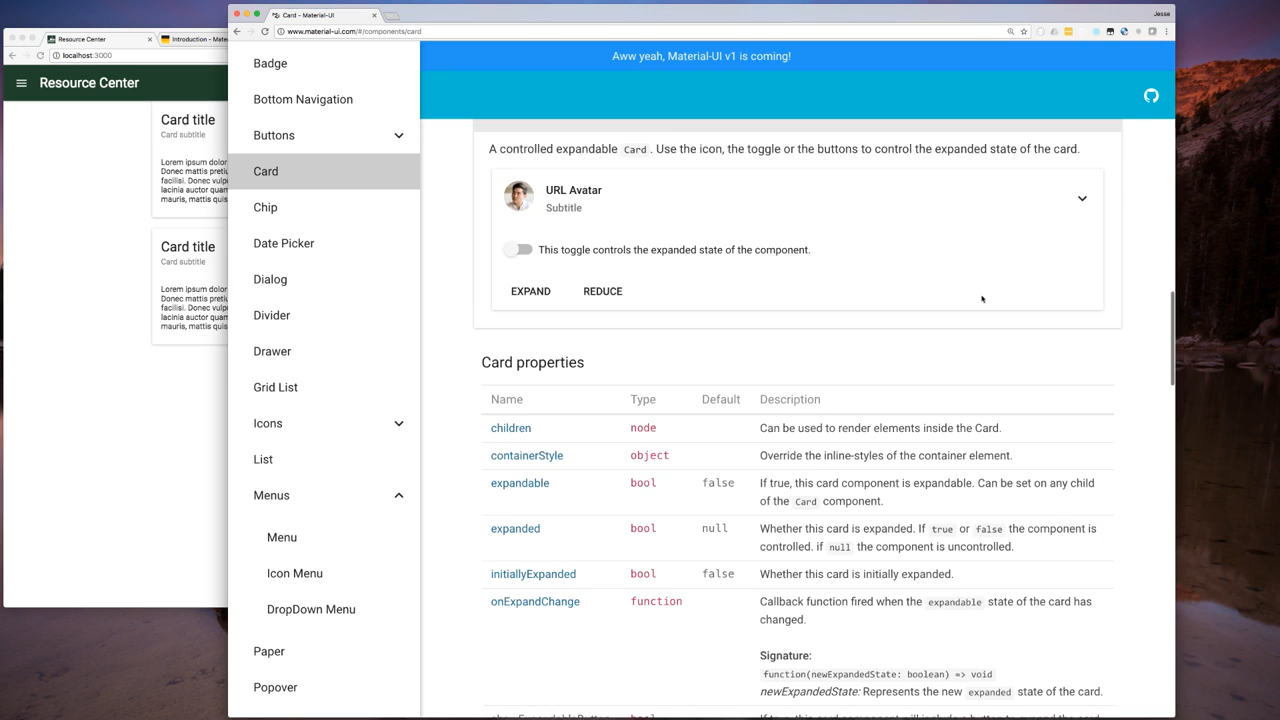 Resource Center
Introduction - Mate
localhost:3000
Resource Center
Card title
Card subtitle
Lorem ipsum dolor
Donec mattis preti
facilisi. Donec vulp
lacinia auctor quam
mauris, mattis quis
Card title
Card subtitle
Lorem ipsum dolor
Donec mattis preti
facilisi. Donec vulp
lacinia auctor quam
mauris, mattis quis
Card - Material-UI
Jesse
www.material-ui.com/#/components/card
Badge
Bottom Navigation
Buttons
Card
Chip
Date Picker
Dialog
Divider
Drawer
Grid List
Icons
List
Menus
Menu
Icon Menu
DropDown Menu
Paper
Popover
Aww yeah, Material-UI v1 is coming!
A controlled expandable Card. Use the icon, the toggle or the buttons to control the expanded state of the card.
URL Avatar
Subtitle
This toggle controls the expanded state of the component.
EXPAND REDUCE
Card properties
Name Type Default Description
children node Can be used to render elements inside the Card.
containerStyle object Override the inline-styles of the container element.
expandable bool false If true, this card component is expandable. Can be set on any child
of the Card component.
expanded bool null Whether this card is expanded. If true or false the component is
controlled. if null the component is uncontrolled.
initiallyExpanded bool false Whether this card is initially expanded.
onExpandChange function Callback function fired when the expandable state of the card has
changed.
Signature:
function(newExpandedState: boolean) => void
newExpandedState: Represents the new expanded state of the card.